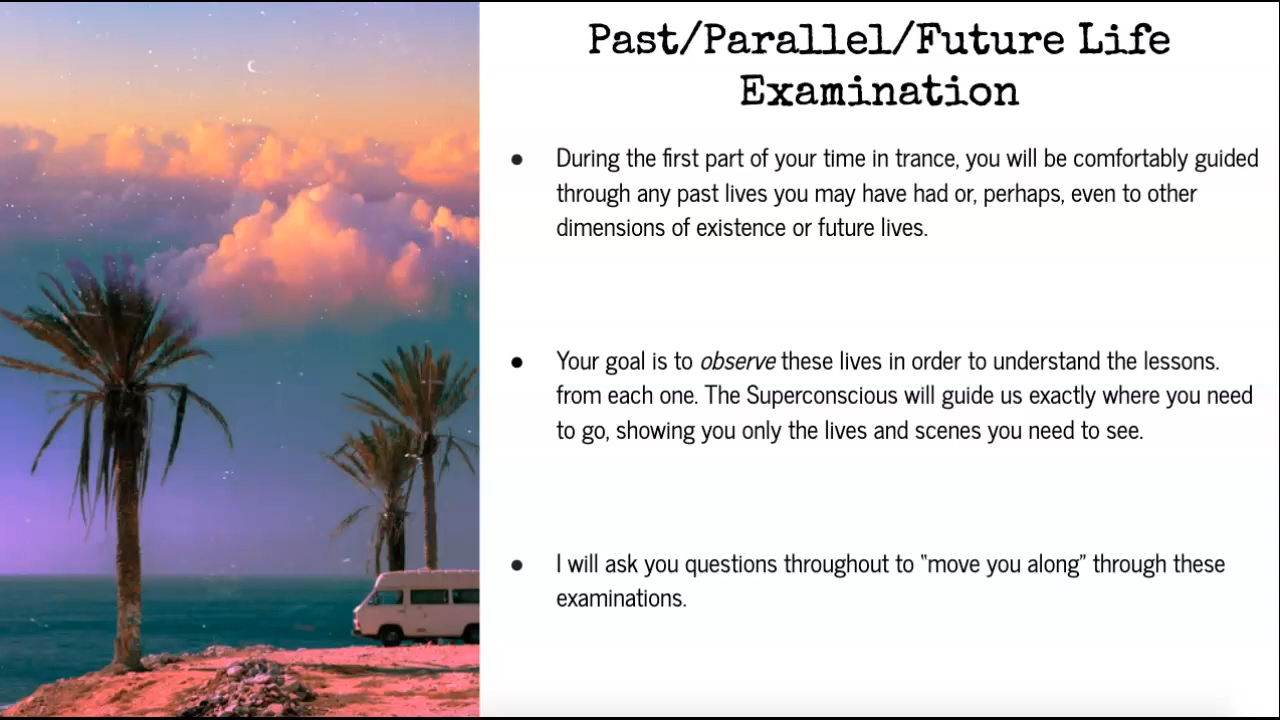 Past/Parallel/Future Life
Examination
● During the first part of your time in trance, you will be comfortably guided
through any past lives you may have had or, perhaps, even to other
dimensions of existence or future lives.
● Your goal is to observe these lives in order to understand the lessons.
from each one. The Superconscious will guide us exactly where you need
to go, showing you only the lives and scenes you need to see.
● I will ask you questions throughout to “move you along” through these
examinations.